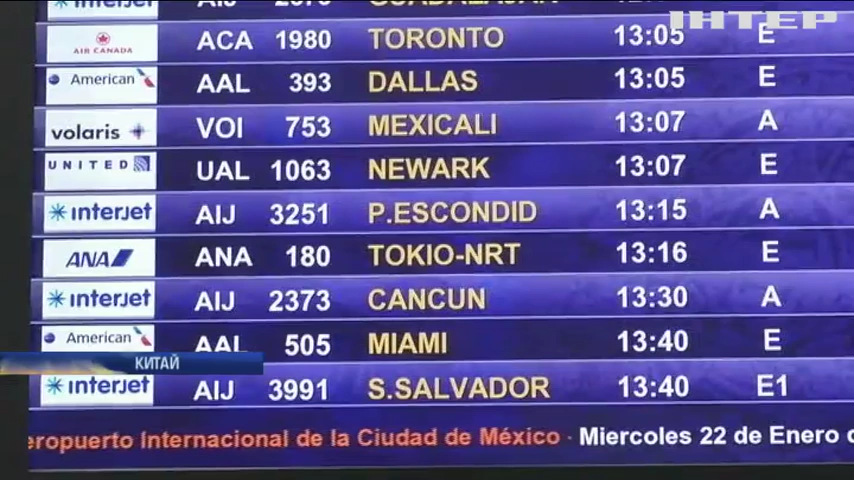 interjet AIJ
ІНТЕР
AIR CANADA ACA 1980 TORONTO 13:05 E
American AAL 393 DALLAS 13:05 E
volaris VOI 753 MEXICALI 13:07 A
UNITED UAL 1063 NEWARK 13:07 E
interjet AIJ 3251 P.ESCONDID 13:15 A
ANA ANA 180 TOKIO-NRT 13:16 E
interjet AIJ 2373 CANCUN 13:30 A
American AAL 505 MIAMI 13:40 E
КИТАЙ
interjet AIJ 3991 S.SALVADOR 13:40 E1
eropuerto Internacional de la Ciudad de México · Miercoles 22 de Enero